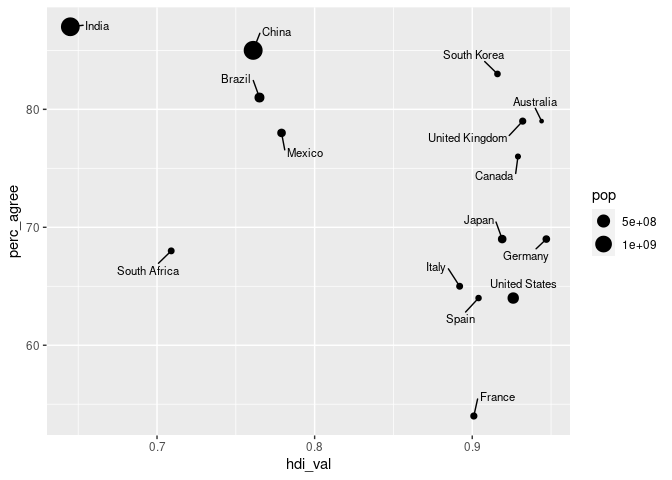 India
China
South Korea
Brazil
Australia
80
United Kingdom
Mexico
Canada
pop
5e+08
1e+09
perc_agree
Japan
70
Germany
South Africa
Italy
United States
Spain
60
France
0.7
0.8
0.9
hdi_val